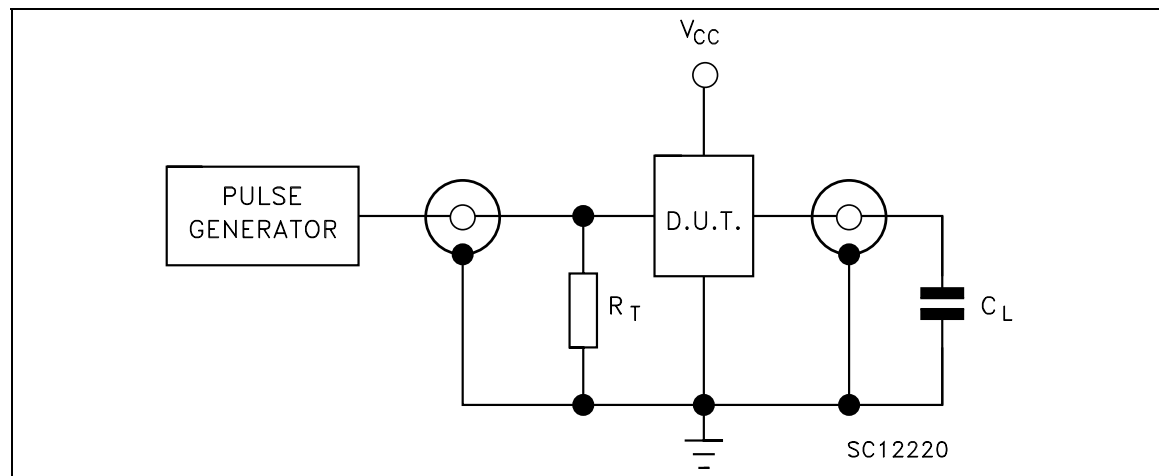 VCC
PULSE
GENERATOR
D.U.T.
RT
CL
SC12220